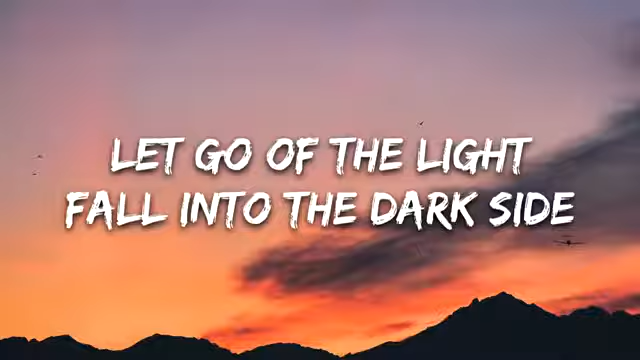 LET GO OF THE LIGHT
FALL INTO THE DARK SIDE